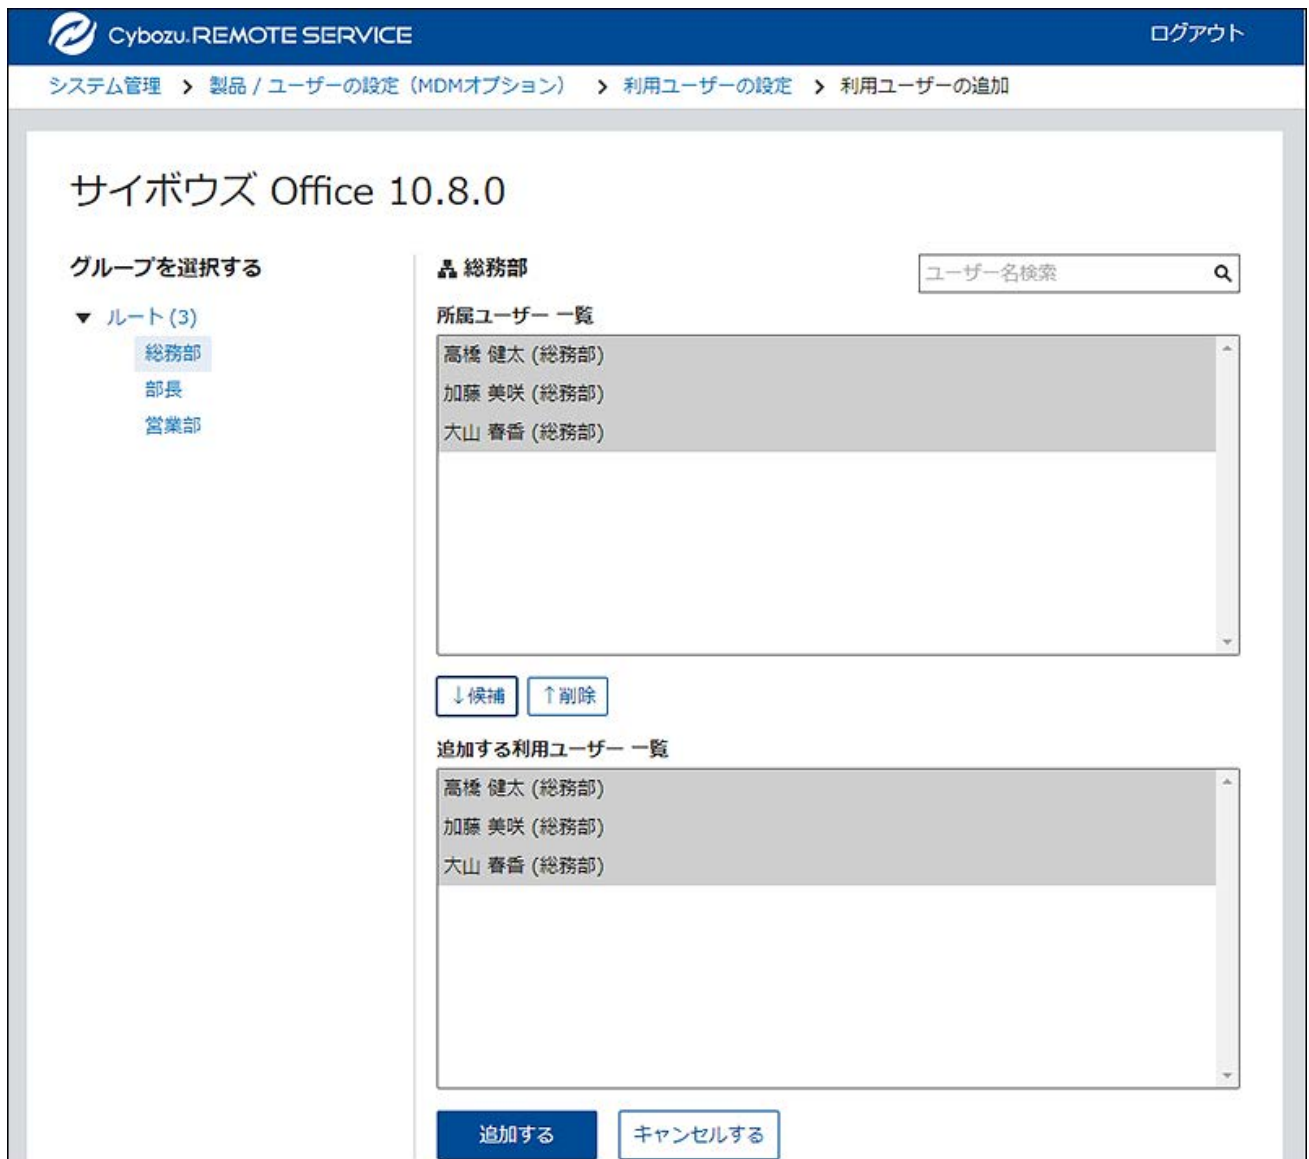 Cybozu.REMOTE SERVICE ログアウト
システム管理 > 製品 / ユーザーの設定（MDMオプション） > 利用ユーザーの設定 > 利用ユーザーの追加
サイボウズ Office 10.8.0
グループを選択する
▼ ルート (3)
総務部
部長
営業部
総務部
ユーザー名検索
所属ユーザー 一覧
高橋 健太 (総務部)
加藤 美咲 (総務部)
大山 春香 (総務部)
↓候補 ↑削除
追加する利用ユーザー 一覧
高橋 健太 (総務部)
加藤 美咲 (総務部)
大山 春香 (総務部)
追加する キャンセルする